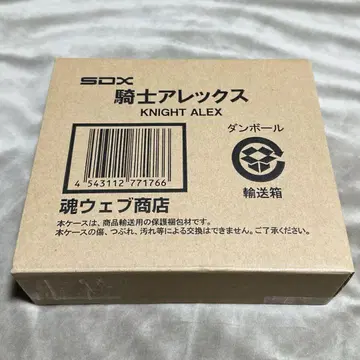 SDX
騎士アレックス
KNIGHT ALEX
ダンボール
4 543112 771766
輸送箱
魂ウェブ商店
本ケースは、商品輸送用の保護梱包材です。
本ケースの傷、つぶれ、汚れ等による交換はできません。ご了承ください。